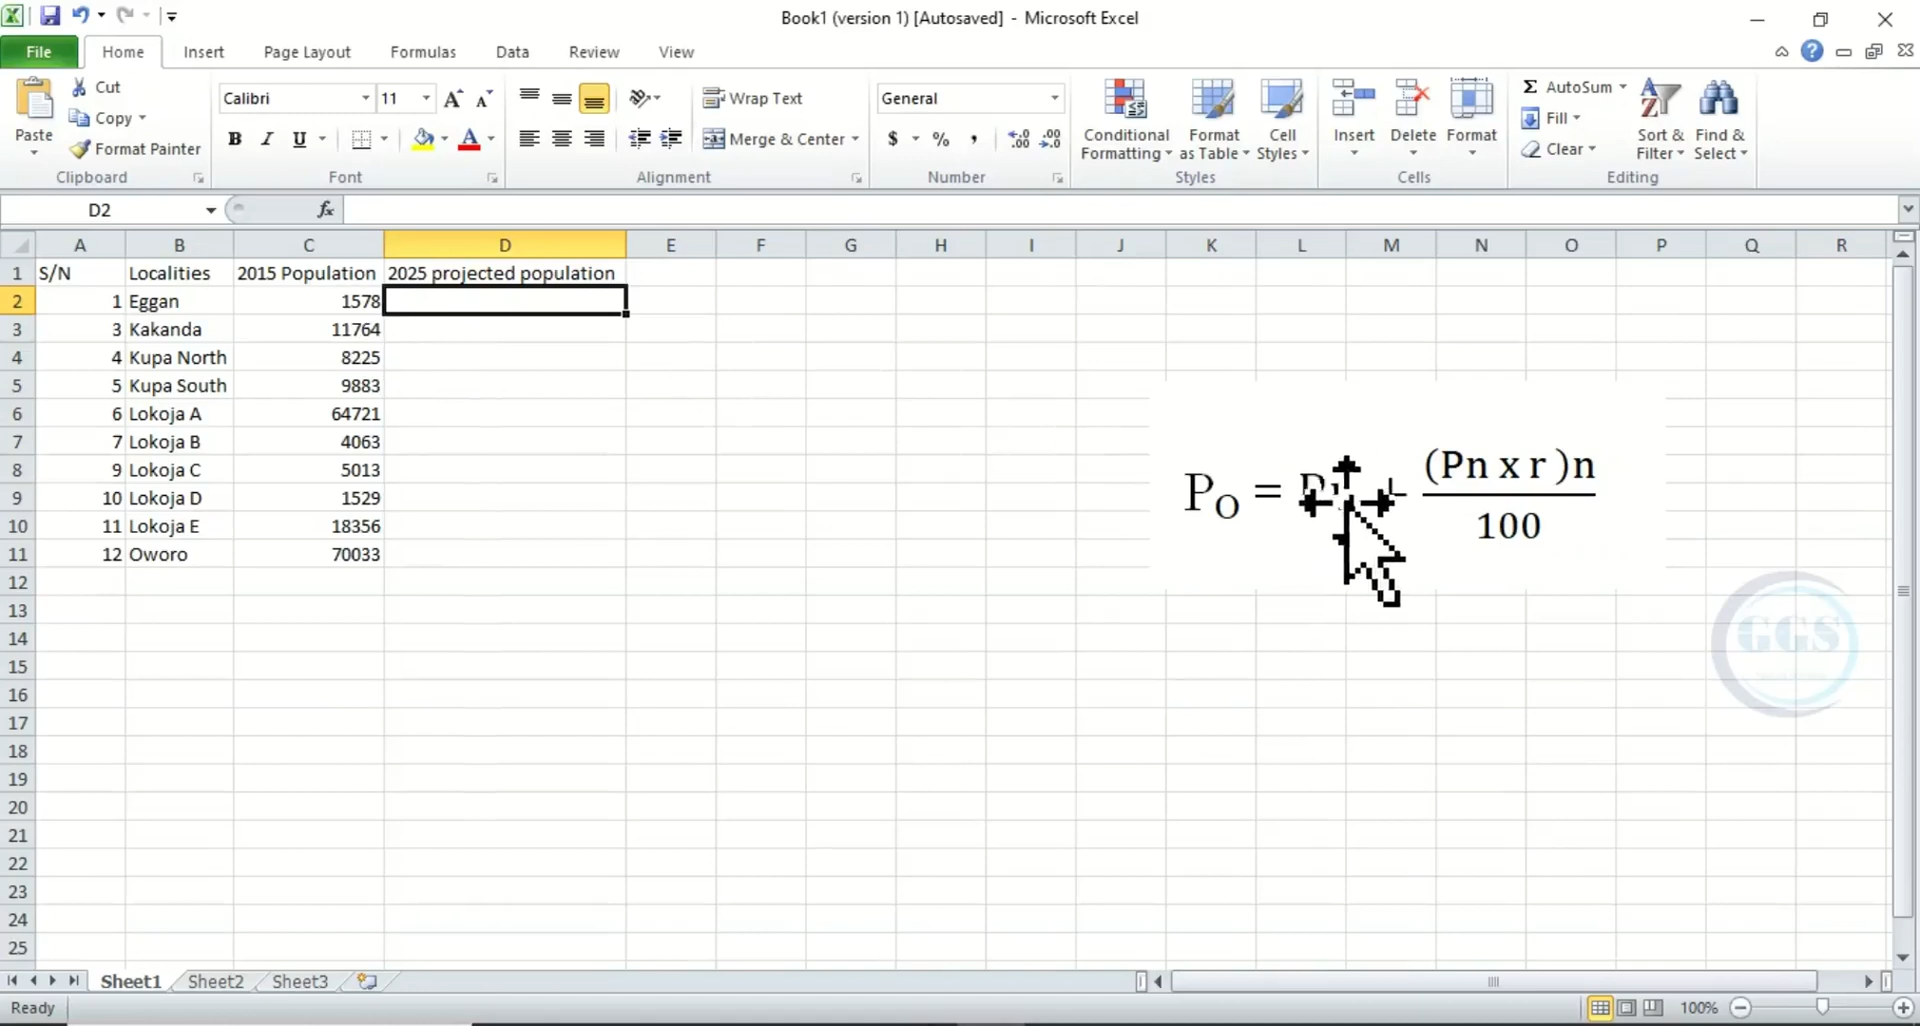 Book1 (version 1) [Autosaved] - Microsoft Excel
File Home Insert Page Layout Formulas Data Review View
Paste
Cut
Copy
Format Painter
Clipboard
Calibri 11
B I U
Font
Wrap Text
Merge & Center
Alignment
General
$ % ,
Number
Conditional Formatting
Format as Table
Cell Styles
Styles
Insert Delete Format
Cells
Σ AutoSum
Fill
Clear
Sort & Filter
Find & Select
Editing
D2 fx
A B C D E F G H I J K L M N O P Q R
1 S/N Localities 2015 Population 2025 projected population
2 1 Eggan 1578
3 3 Kakanda 11764
4 4 Kupa North 8225
5 5 Kupa South 9883
6 6 Lokoja A 64721
7 7 Lokoja B 4063
8 9 Lokoja C 5013
9 10 Lokoja D 1529
10 11 Lokoja E 18356
11 12 Oworo 70033
12
13
14
15
16
17
18
19
20
21
22
23
24
25
(Pn x r )n
PO =
100
GGS
Sheet1 Sheet2 Sheet3
Ready 100%